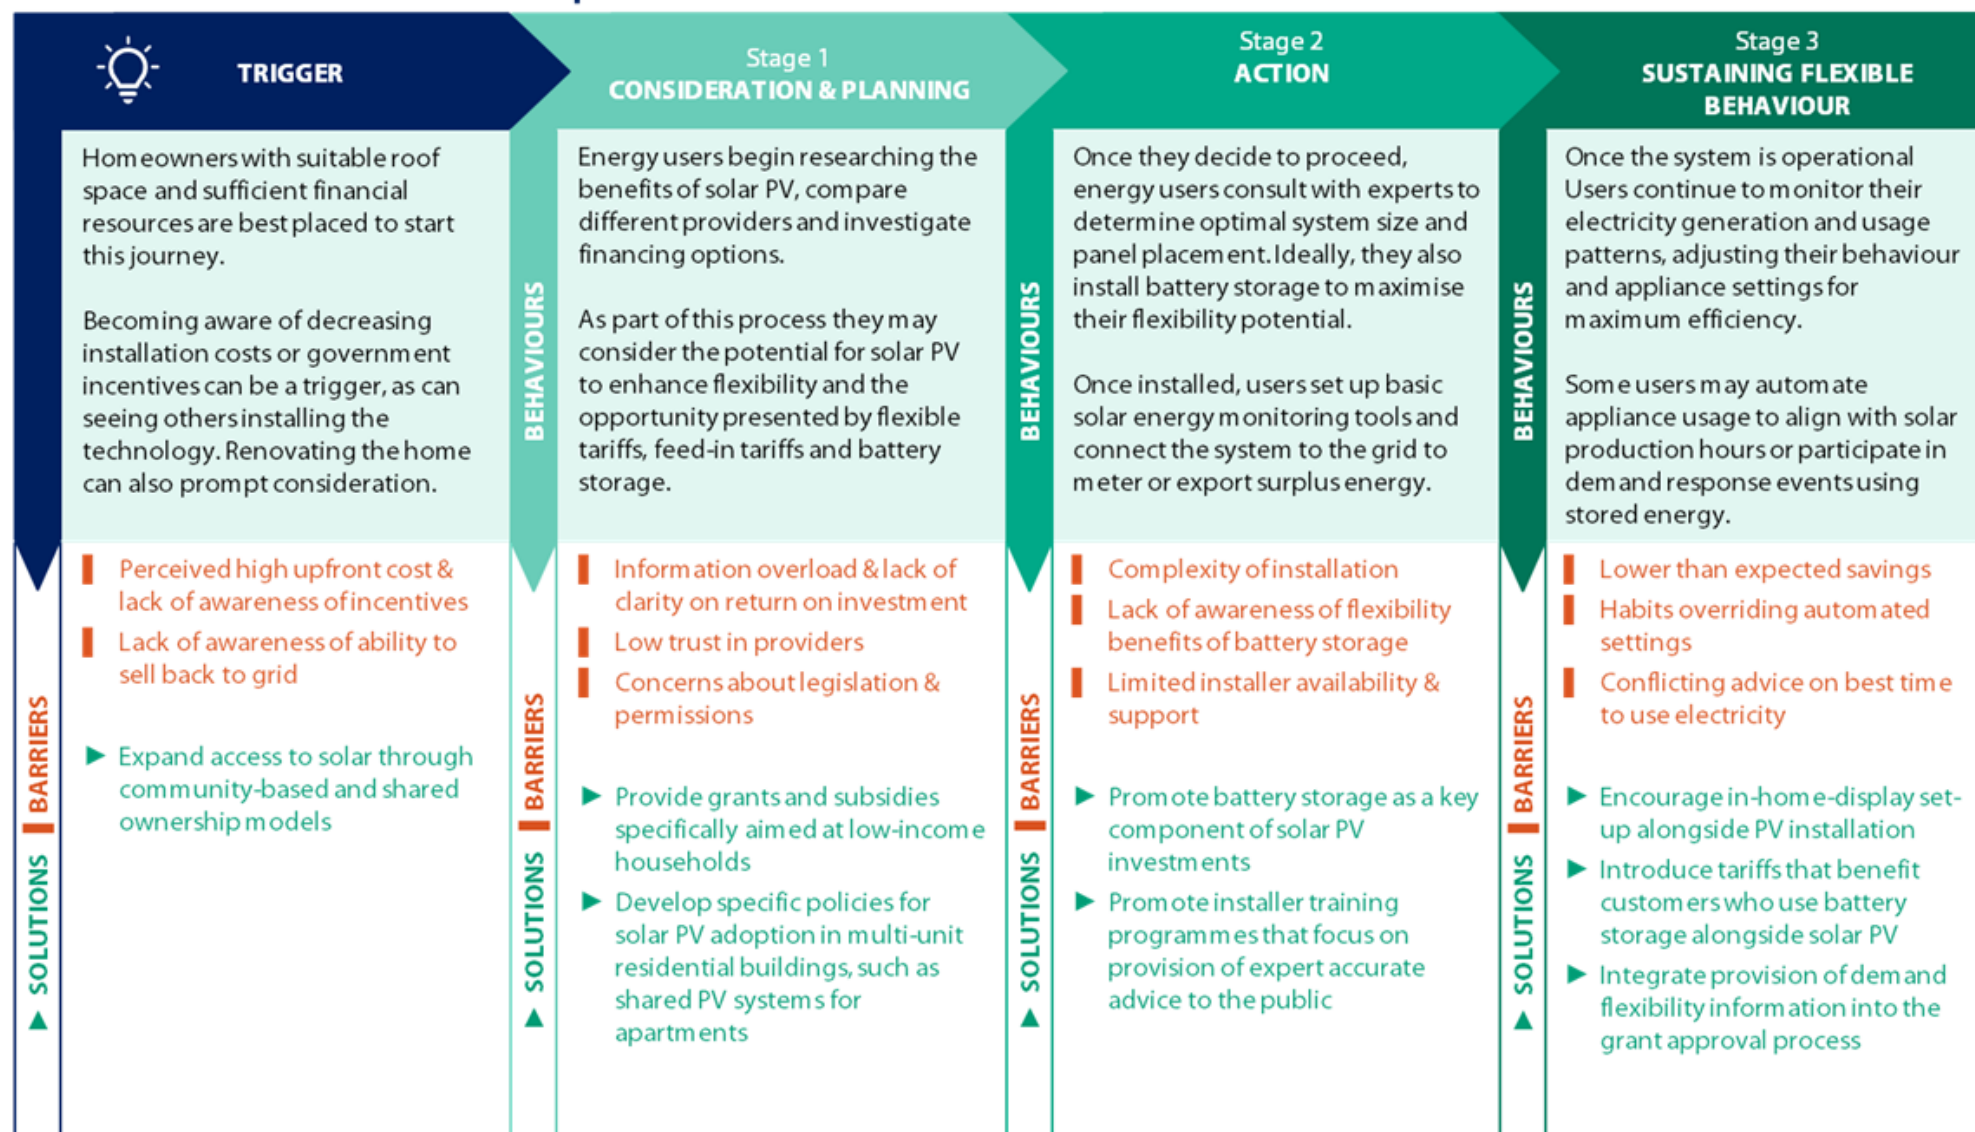 TRIGGER
Homeowners with suitable roof
space and sufficient financial
resources are best placed to start
this journey.
Becoming aware of decreasing
installation costs or government
incentives can be a trigger, as can
seeing others installing the
technology. Renovating the home
can also prompt consideration.
BARRIERS
Perceived high upfront cost &
lack of awareness of incentives
Lack of awareness of ability to
sell back to grid
SOLUTIONS
Expand access to solar through
community-based and shared
ownership models
Stage 1
CONSIDERATION & PLANNING
BEHAVIOURS
Energy users begin researching the
benefits of solar PV, compare
different providers and investigate
financing options.
As part of this process they may
consider the potential for solar PV
to enhance flexibility and the
opportunity presented by flexible
tariffs, feed-in tariffs and battery
storage.
BARRIERS
Information overload & lack of
clarity on return on investment
Low trust in providers
Concerns about legislation &
permissions
SOLUTIONS
Provide grants and subsidies
specifically aimed at low-income
households
Develop specific policies for
solar PV adoption in multi-unit
residential buildings, such as
shared PV systems for
apartments
Stage 2
ACTION
BEHAVIOURS
Once they decide to proceed,
energy users consult with experts to
determine optimal system size and
panel placement. Ideally, they also
install battery storage to maximise
their flexibility potential.
Once installed, users set up basic
solar energy monitoring tools and
connect the system to the grid to
meter or export surplus energy.
BARRIERS
Complexity of installation
Lack of awareness of flexibility
benefits of battery storage
Limited installer availability &
support
SOLUTIONS
Promote battery storage as a key
component of solar PV
investments
Promote installer training
programmes that focus on
provision of expert accurate
advice to the public
Stage 3
SUSTAINING FLEXIBLE
BEHAVIOUR
BEHAVIOURS
Once the system is operational
Users continue to monitor their
electricity generation and usage
patterns, adjusting their behaviour
and appliance settings for
maximum efficiency.
Some users may automate
appliance usage to align with solar
production hours or participate in
demand response events using
stored energy.
BARRIERS
Lower than expected savings
Habits overriding automated
settings
Conflicting advice on best time
to use electricity
SOLUTIONS
Encourage in-home-display set-
up alongside PV installation
Introduce tariffs that benefit
customers who use battery
storage alongside solar PV
Integrate provision of demand
flexibility information into the
grant approval process